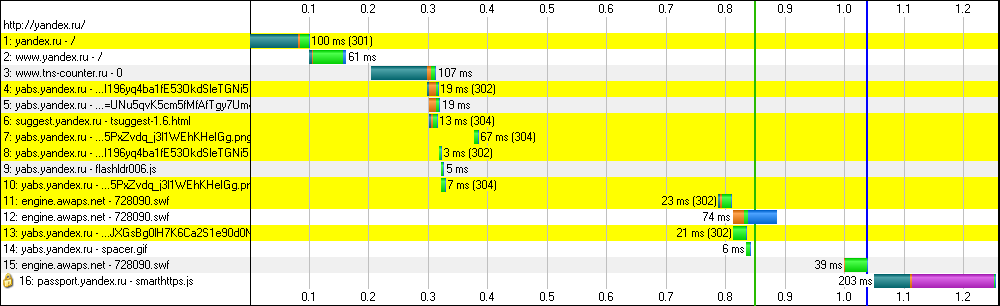 0.1 0.2 0.3 0.4 0.5 0.6 0.7 0.8 0.9 1.0 1.1 1.2
http://yandex.ru/
1: yandex.ru - / 100 ms (301)
2: www.yandex.ru - / 61 ms
3: www.tns-counter.ru - 0 107 ms
4: yabs.yandex.ru - 19 ms (302)
5: yabs.yandex.ru - 19 ms
6: suggest.yandex.ru - tsuggest-1.6.html 13 ms (304)
7: yabs.yandex.ru - 67 ms (304)
8: yabs.yandex.ru - 3 ms (302)
9: yabs.yandex.ru - flashldr006.js 5 ms
10: yabs.yandex.ru - 7 ms (304)
11: engine.awaps.net - 728090.swf 23 ms (302)
12: engine.awaps.net - 728090.swf 74 ms
13: yabs.yandex.ru - 21 ms (302)
14: yabs.yandex.ru - spacer.gif 6 ms
15: engine.awaps.net - 728090.swf 39 ms
16: passport.yandex.ru - smarthttps.js 203 ms
0.1 0.2 0.3 0.4 0.5 0.6 0.7 0.8 0.9 1.0 1.1 1.2